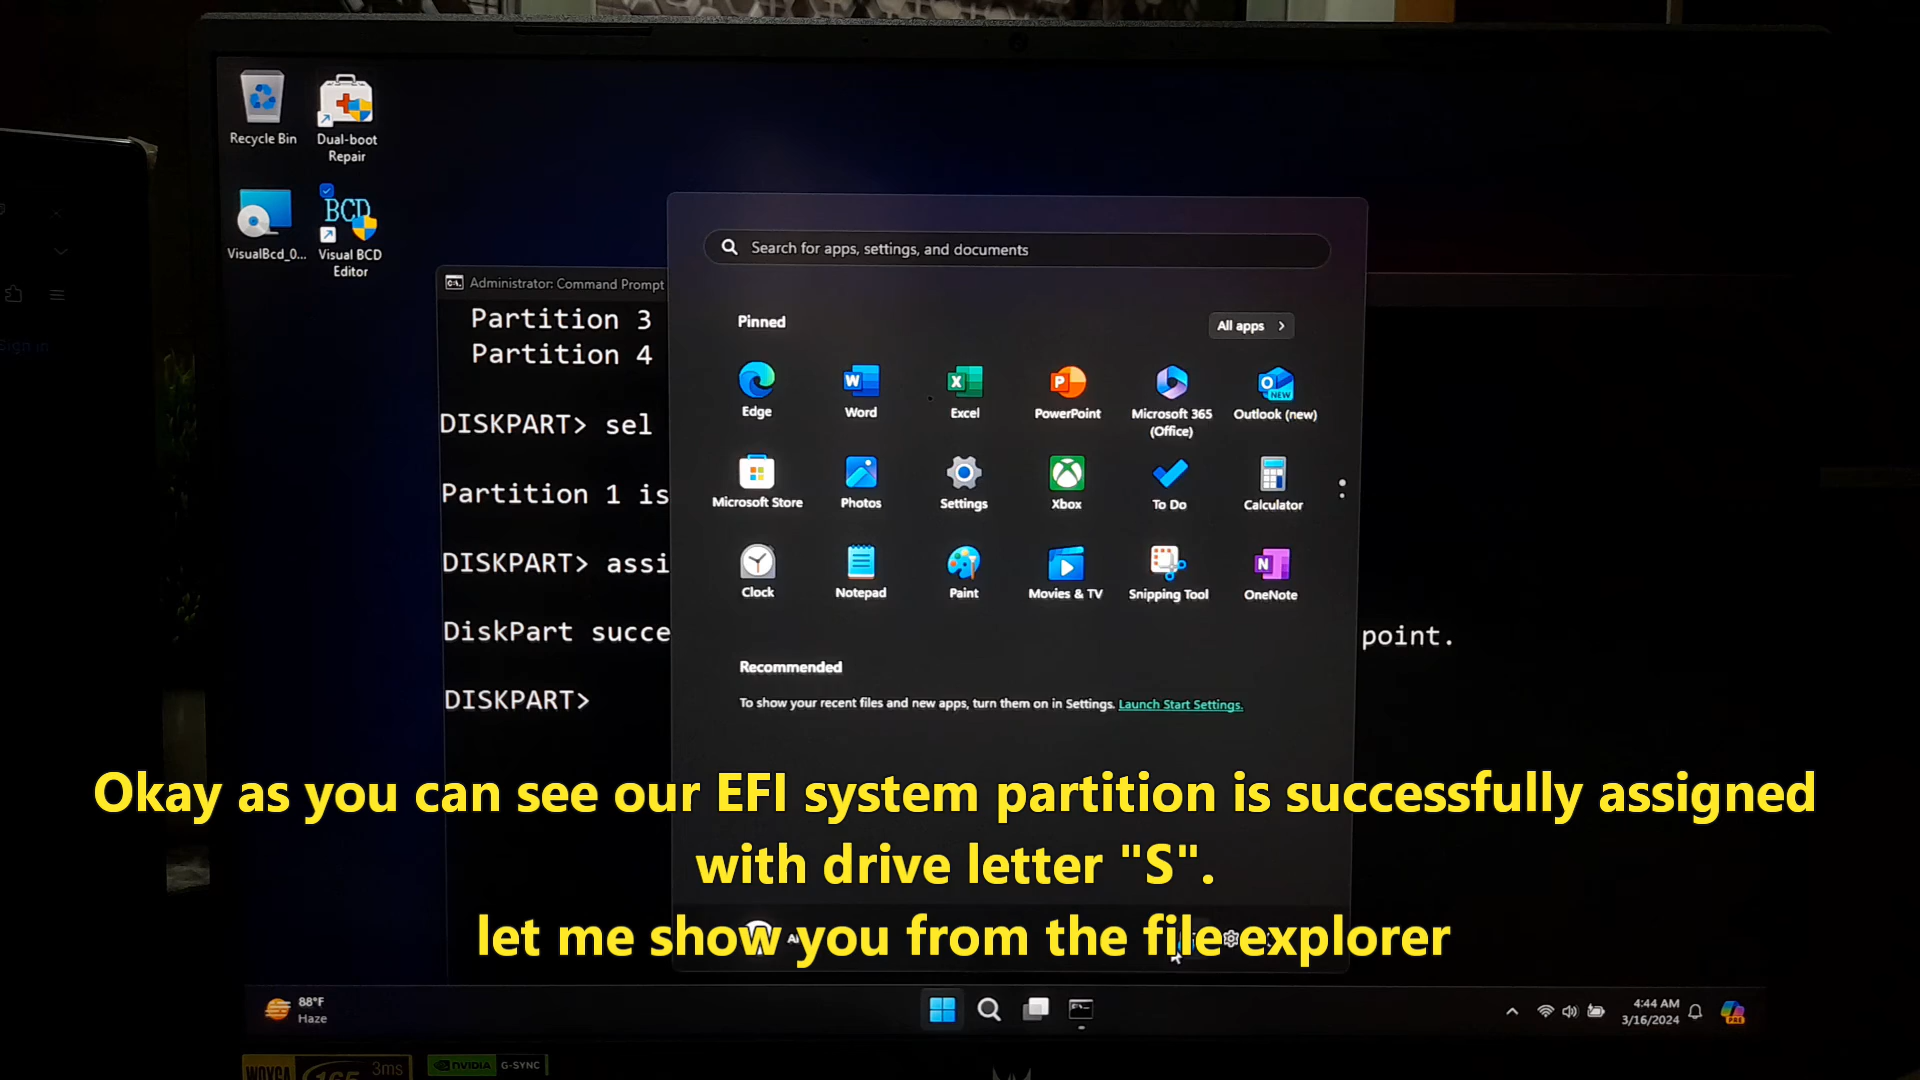 Recycle Bin
Dual-boot
Repair
VisualBcd_0...
BCD
Visual BCD
Editor
Sign in
Administrator: Command Prompt
Partition 3
Partition 4
DISKPART> sel
Partition 1 is
DISKPART> assi
DiskPart succe
point.
DISKPART>
Search for apps, settings, and documents
Pinned
All apps
Edge
Word
Excel
PowerPoint
Microsoft 365
(Office)
Outlook (new)
Microsoft Store
Photos
Settings
Xbox
To Do
Calculator
Clock
Notepad
Paint
Movies & TV
Snipping Tool
OneNote
Recommended
To show your recent files and new apps, turn them on in Settings. Launch Start Settings.
Okay as you can see our EFI system partition is successfully assigned
with drive letter "S".
let me show you from the file explorer
88°F
Haze
4:44 AM
3/16/2024
3ms
NVIDIA G-SYNC